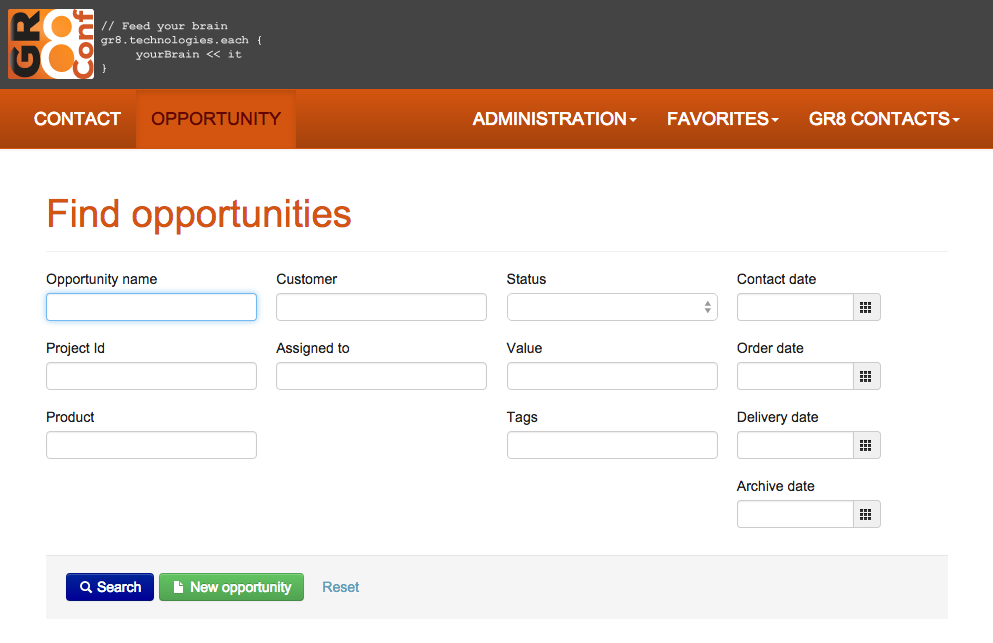 GR8Conf
// Feed your brain
gr8.technologies.each {
yourBrain << it
}
CONTACT OPPORTUNITY ADMINISTRATION FAVORITES GR8 CONTACTS
Find opportunities
Opportunity name Customer Status Contact date
Project Id Assigned to Value Order date
Product Tags Delivery date
Archive date
Search New opportunity Reset